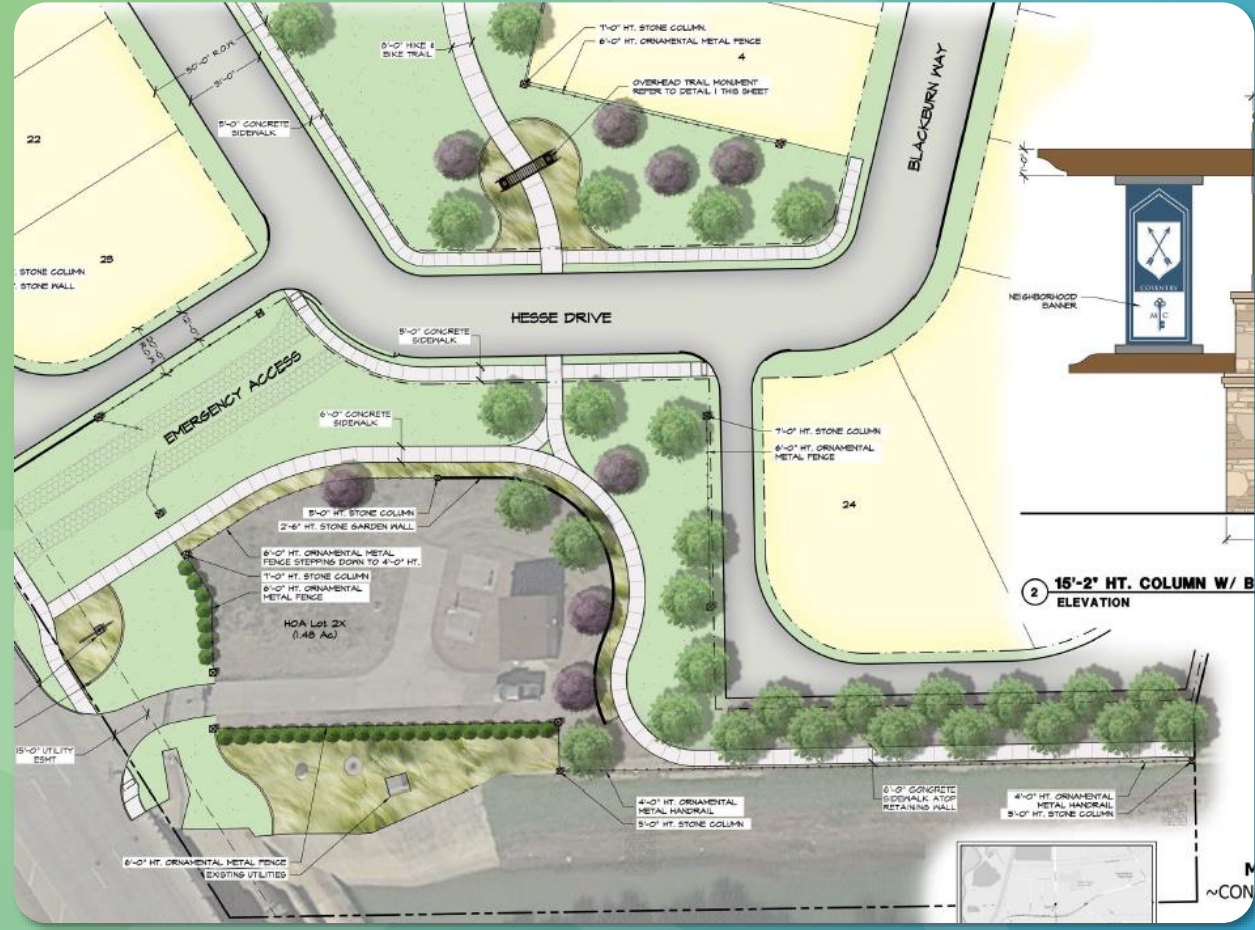 7'-0" HT. STONE COLUMN
6'-0" HT. ORNAMENTAL METAL FENCE
4
8'-0" HIKE &
BIKE TRAIL
OVERHEAD TRAIL MONUMENT
REFER TO DETAIL 1 THIS SHEET
BLACKBURN WAY
50'-0" R.O.W.
31'-0"
5'-0" CONCRETE
SIDEWALK
22
1'-0"
28
STONE COLUMN
STONE WALL
COVENTRY
M C
NEIGHBORHOOD
BANNER
HESSE DRIVE
5'-0" CONCRETE
SIDEWALK
EMERGENCY ACCESS
6'-0" CONCRETE
SIDEWALK
7'-0" HT. STONE COLUMN
6'-0" HT. ORNAMENTAL
METAL FENCE
24
5'-0" HT. STONE COLUMN
2'-6" HT. STONE GARDEN WALL
6'-0" HT. ORNAMENTAL METAL
FENCE STEPPING DOWN TO 4'-0" HT.
7'-0" HT. STONE COLUMN
6'-0" HT. ORNAMENTAL
METAL FENCE
HOA Lot 2X
(1.48 Ac)
2 15'-2" HT. COLUMN W/ B
ELEVATION
15'-0" UTILITY
ESMT
4'-0" HT. ORNAMENTAL
METAL HANDRAIL
5'-0" HT. STONE COLUMN
6'-0" CONCRETE
SIDEWALK ATOP
RETAINING WALL
4'-0" HT. ORNAMENTAL
METAL HANDRAIL
5'-0" HT. STONE COLUMN
6'-0" HT. ORNAMENTAL METAL FENCE
EXISTING UTILITIES
M
~CON